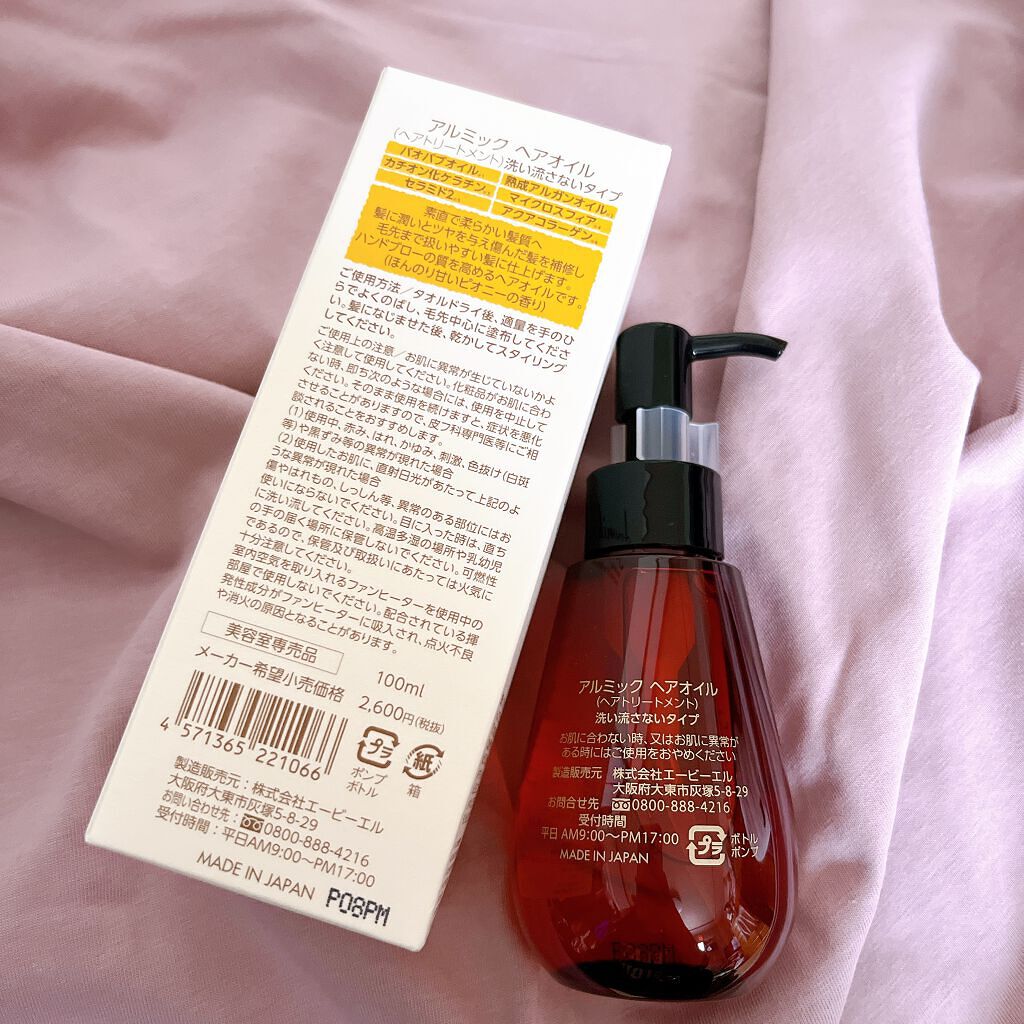 アルミック ヘアオイル
(ヘアトリートメント)洗い流さないタイプ
バオバブオイル 熟成アルガンオイル
カチオン化ケラチン マイクロスフィア
セラミド2 アクアコラーゲン
素直で柔らかい髪質へ
髪に潤いとツヤを与え傷んだ髪を補修し
毛先まで扱いやすい髪に仕上げます。
ハンドブローの質を高めるヘアオイルです。
(ほんのり甘いピオニーの香り)
ご使用方法/タオルドライ後、適量を手のひ
らでよくのばし、毛先中心に塗布してくださ
い。髪になじませた後、乾かしてスタイリング
してください。
ご使用上の注意/お肌に異常が生じていないかよ
く注意して使用してください。化粧品がお肌に合わ
ない時、即ち次のような場合には、使用を中止して
ください。そのまま使用を続けますと、症状を悪化
させることがありますので、皮フ科専門医等にご相
談されることをおすすめします。
(1)使用中、赤み、はれ、かゆみ、刺激、色抜け(白斑
等)や黒ずみ等の異常が現れた場合
(2)使用したお肌に、直射日光があたって上記のよ
うな異常が現れた場合
傷やはれもの、しっしん等、異常のある部位にはお
使いにならないでください。目に入った時は、直ち
に洗い流してください。高温多湿の場所や乳幼児
の手の届く場所に保管しないでください。可燃性
であるので、保管及び取扱いにあたっては火気に
十分注意してください。
室内空気を取り入れるファンヒーターを使用中の
部屋で使用しないでください。配合されている揮
発性成分がファンヒーターに吸入され、点火不良
や消火の原因となることがあります。
美容室専売品
100ml
メーカー希望小売価格 2,600円(税抜)
4 571365 221066
プラ
ポンプ
ボトル
紙
箱
製造販売元:株式会社エービーエル
大阪府大東市灰塚5-8-29
お問い合わせ先:0800-888-4216
受付時間:平日AM9:00～PM17:00
MADE IN JAPAN
PO8PM
アルミック ヘアオイル
(ヘアトリートメント)
洗い流さないタイプ
お肌に合わない時、又はお肌に異常が
ある時にはご使用をおやめください
製造販売元 株式会社エービーエル
大阪府大東市灰塚5-8-29
お問合せ先 0800-888-4216
受付時間
平日 AM9:00～PM17:00
プラ
ボトル
ポンプ
MADE IN JAPAN